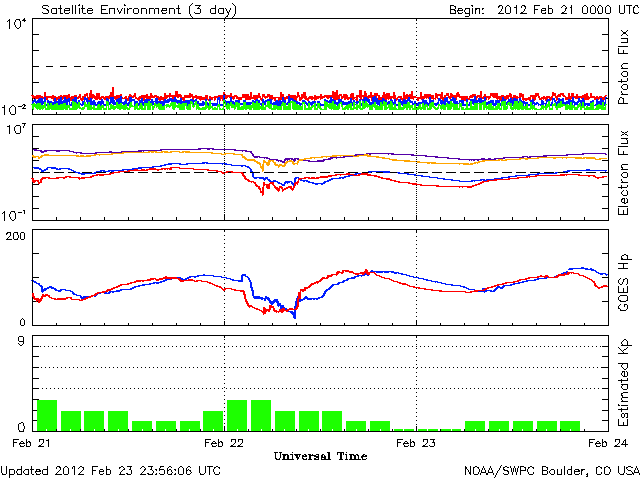 Satellite Environment (3 day) Begin: 2012 Feb 21 0000 UTC
10⁴
10⁻²
Proton Flux
10⁷
10⁻¹
Electron Flux
200
0
GOES Hp
9
0
Estimated Kp
Feb 21 Feb 22 Feb 23 Feb 24
Universal Time
Updated 2012 Feb 23 23:56:06 UTC NOAA/SWPC Boulder, CO USA